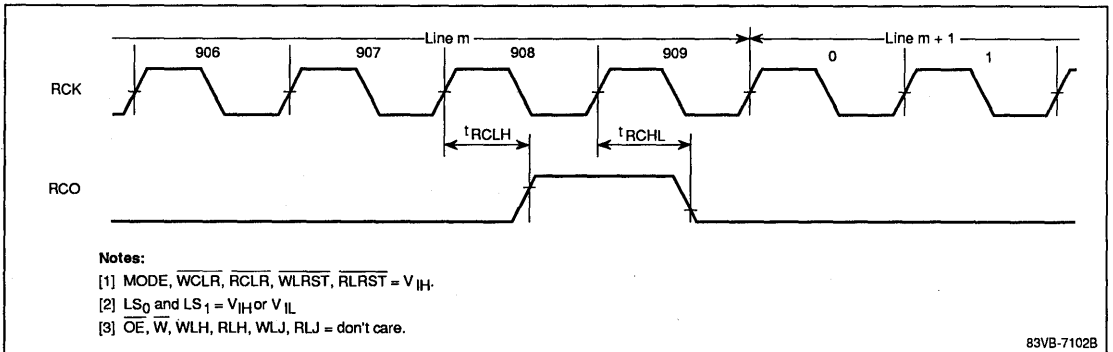 Line m
Line m + 1
906 907 908 909 0 1
RCK
tRCLH tRCHL
RCO
Notes:
[1] MODE, WCLR, RCLR, WLRST, RLRST = VIH.
[2] LS0 and LS1 = VIH or VIL
[3] OE, W, WLH, RLH, WLJ, RLJ = don't care.
83VB-7102B